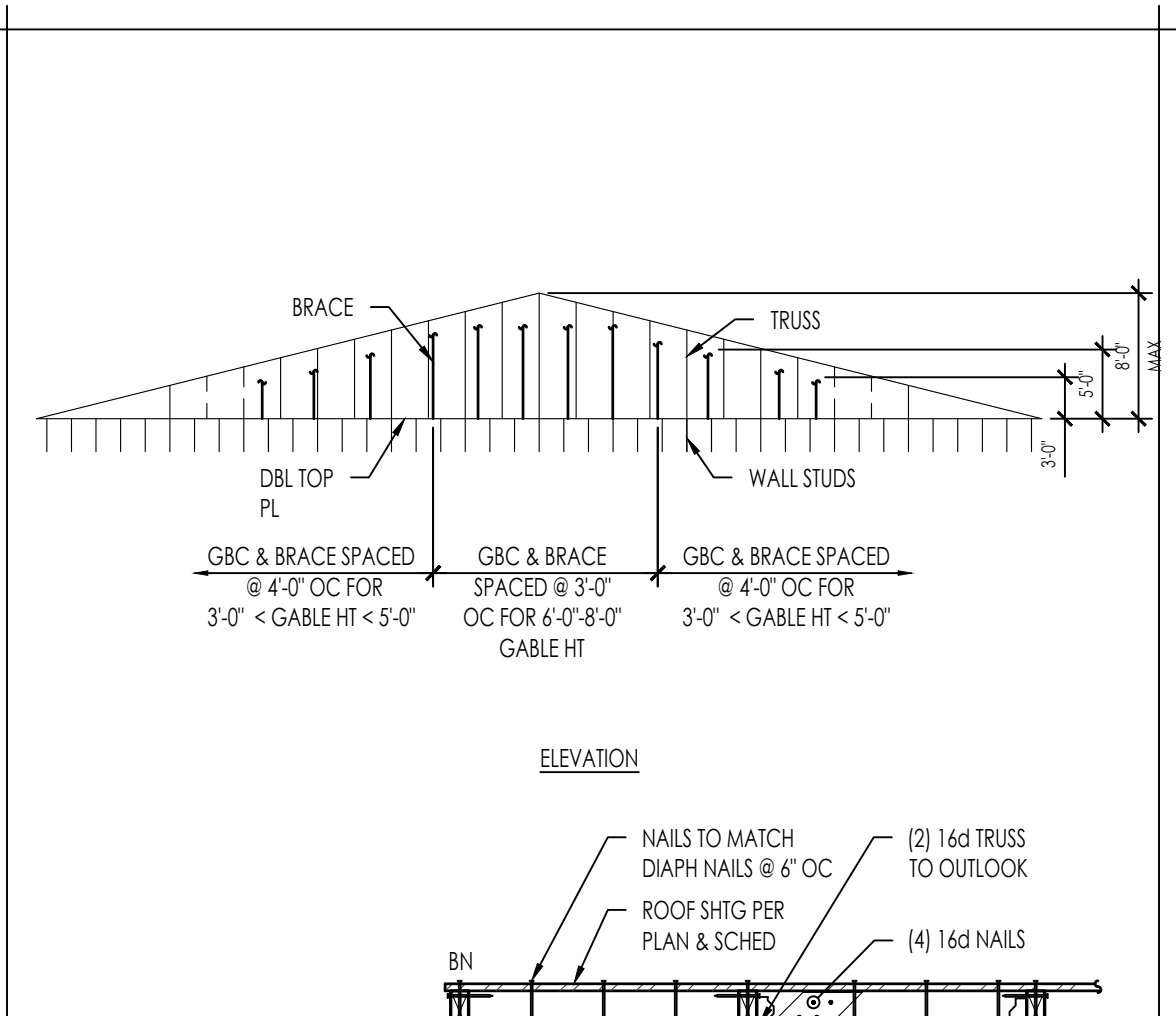 BRACE
TRUSS
8'-0"
MAX
5'-0"
3'-0"
DBL TOP
PL
WALL STUDS
GBC & BRACE SPACED
@ 4'-0" OC FOR
3'-0" < GABLE HT < 5'-0"
GBC & BRACE
SPACED @ 3'-0"
OC FOR 6'-0"-8'-0"
GABLE HT
GBC & BRACE SPACED
@ 4'-0" OC FOR
3'-0" < GABLE HT < 5'-0"
ELEVATION
NAILS TO MATCH
DIAPH NAILS @ 6" OC
(2) 16d TRUSS
TO OUTLOOK
ROOF SHTG PER
PLAN & SCHED
(4) 16d NAILS
BN